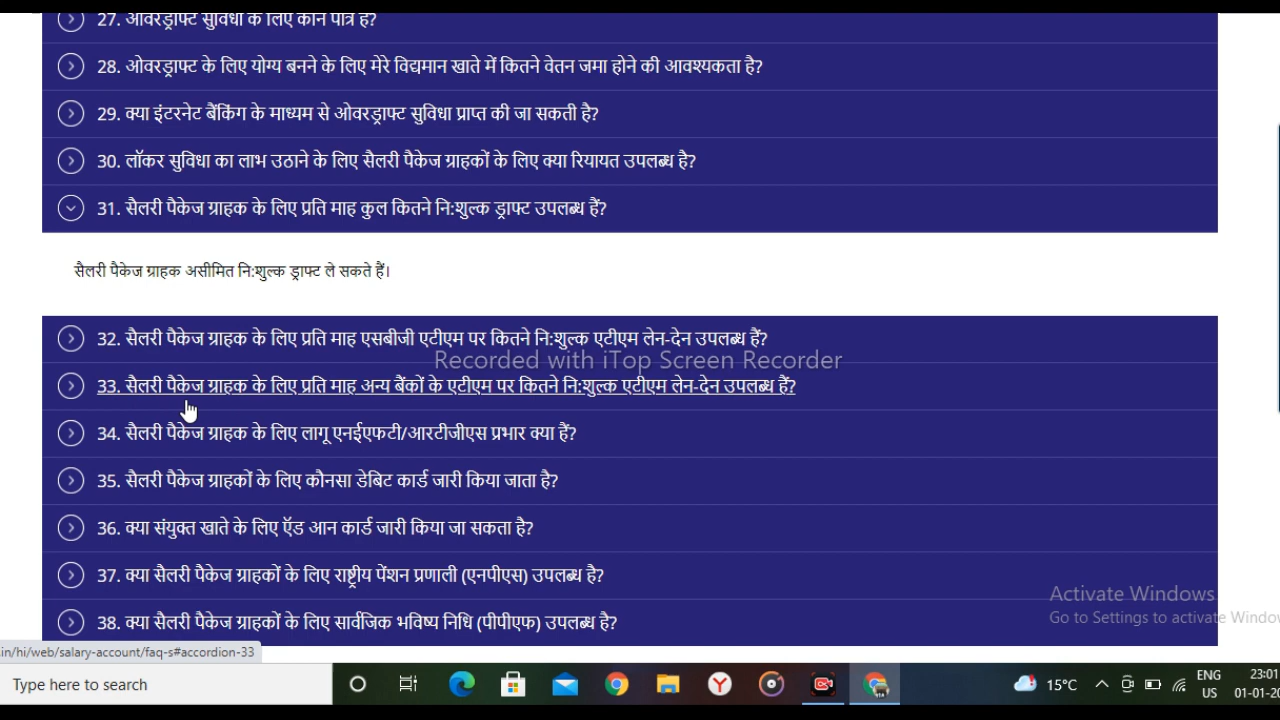 27. ओवरड्राफ्ट सुविधा के लिए कौन पात्र है?
28. ओवरड्राफ्ट के लिए योग्य बनने के लिए मेरे विद्यमान खाते में कितने वेतन जमा होने की आवश्यकता है?
29. क्या इंटरनेट बैंकिंग के माध्यम से ओवरड्राफ्ट सुविधा प्राप्त की जा सकती है?
30. लॉकर सुविधा का लाभ उठाने के लिए सैलरी पैकेज ग्राहकों के लिए क्या रियायत उपलब्ध है?
31. सैलरी पैकेज ग्राहक के लिए प्रति माह कुल कितने नि:शुल्क ड्राफ्ट उपलब्ध हैं?
सैलरी पैकेज ग्राहक असीमित नि:शुल्क ड्राफ्ट ले सकते हैं।
32. सैलरी पैकेज ग्राहक के लिए प्रति माह एसबीजी एटीएम पर कितने नि:शुल्क एटीएम लेन-देन उपलब्ध हैं?
Recorded with iTop Screen Recorder
33. सैलरी पैकेज ग्राहक के लिए प्रति माह अन्य बैंकों के एटीएम पर कितने नि:शुल्क एटीएम लेन-देन उपलब्ध हैं?
34. सैलरी पैकेज ग्राहक के लिए लागू एनईएफटी/आरटीजीएस प्रभार क्या हैं?
35. सैलरी पैकेज ग्राहकों के लिए कौनसा डेबिट कार्ड जारी किया जाता है?
36. क्या संयुक्त खाते के लिए ऍड आन कार्ड जारी किया जा सकता है?
37. क्या सैलरी पैकेज ग्राहकों के लिए राष्ट्रीय पेंशन प्रणाली (एनपीएस) उपलब्ध है?
Activate Windows
Go to Settings to activate Windo
38. क्या सैलरी पैकेज ग्राहकों के लिए सार्वजिक भविष्य निधि (पीपीएफ) उपलब्ध है?
in/hi/web/salary-account/faq-s#accordion-33
Type here to search
15°C
ENG
US
23:01
01-01-20